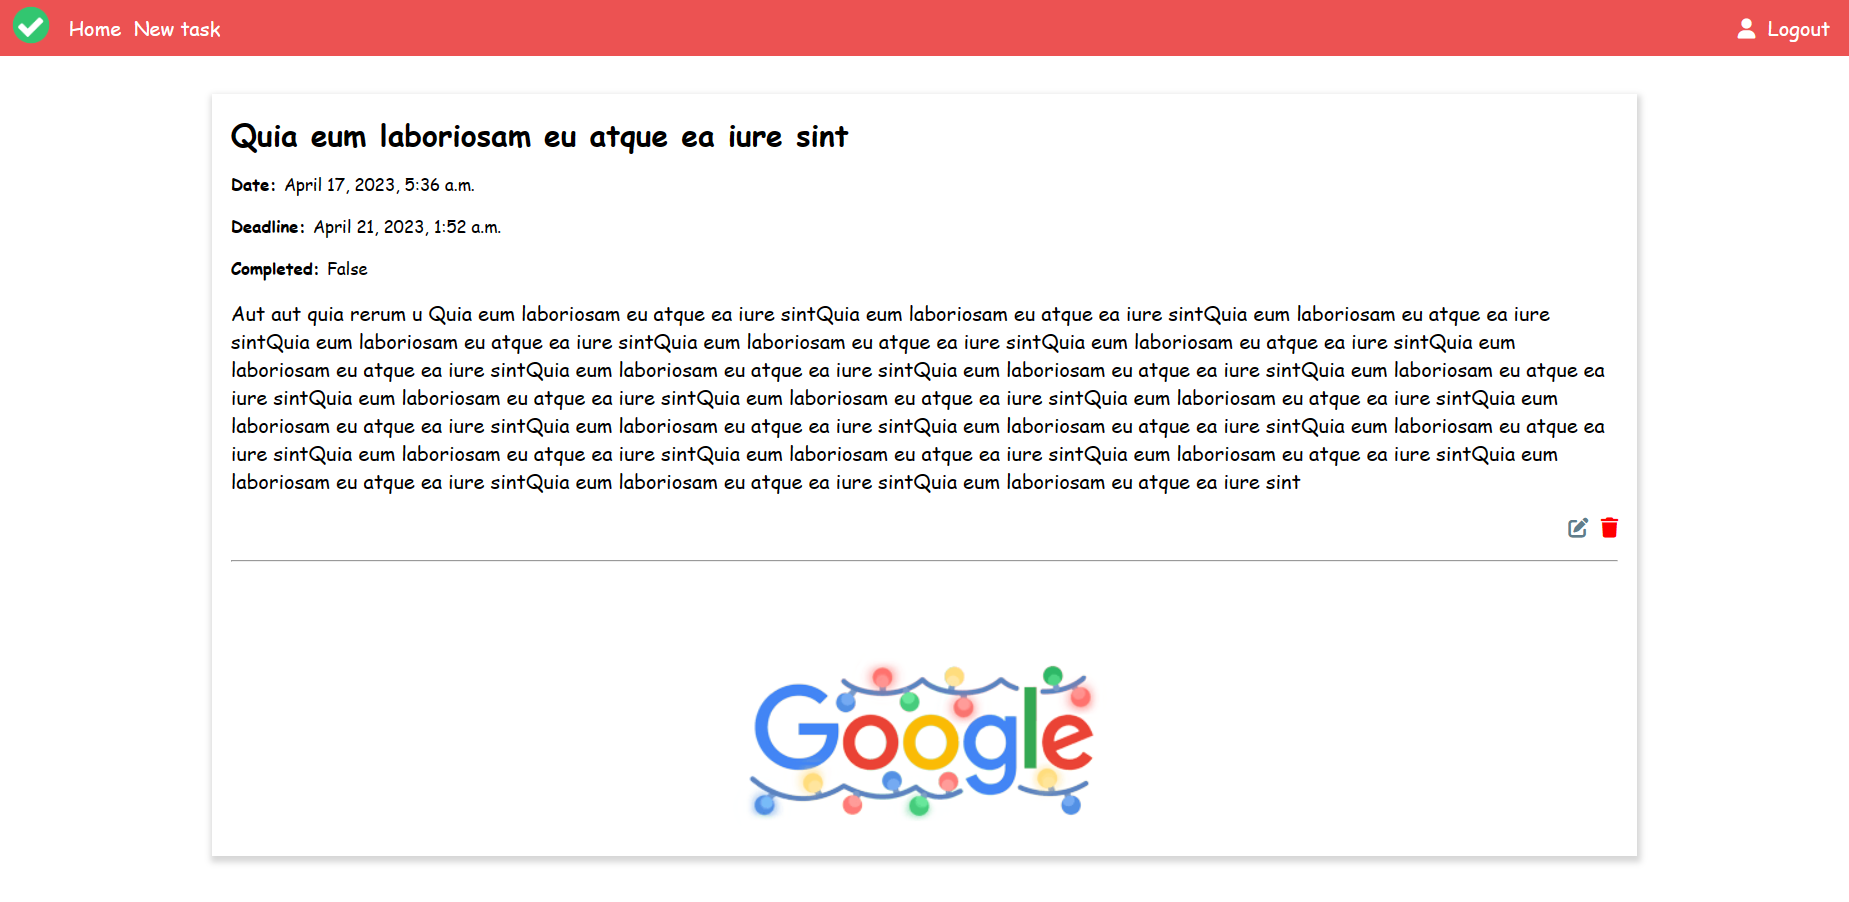 Home New task Logout
Quia eum laboriosam eu atque ea iure sint
Date: April 17, 2023, 5:36 a.m.
Deadline: April 21, 2023, 1:52 a.m.
Completed: False
Aut aut quia rerum u Quia eum laboriosam eu atque ea iure sintQuia eum laboriosam eu atque ea iure sintQuia eum laboriosam eu atque ea iure
sintQuia eum laboriosam eu atque ea iure sintQuia eum laboriosam eu atque ea iure sintQuia eum laboriosam eu atque ea iure sintQuia eum
laboriosam eu atque ea iure sintQuia eum laboriosam eu atque ea iure sintQuia eum laboriosam eu atque ea iure sintQuia eum laboriosam eu atque ea
iure sintQuia eum laboriosam eu atque ea iure sintQuia eum laboriosam eu atque ea iure sintQuia eum laboriosam eu atque ea iure sintQuia eum
laboriosam eu atque ea iure sintQuia eum laboriosam eu atque ea iure sintQuia eum laboriosam eu atque ea iure sintQuia eum laboriosam eu atque ea
iure sintQuia eum laboriosam eu atque ea iure sintQuia eum laboriosam eu atque ea iure sintQuia eum laboriosam eu atque ea iure sintQuia eum
laboriosam eu atque ea iure sintQuia eum laboriosam eu atque ea iure sintQuia eum laboriosam eu atque ea iure sint
Google